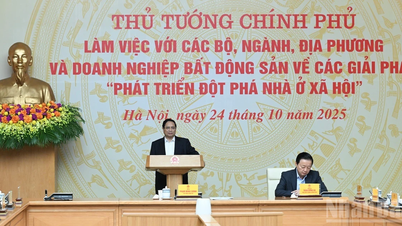 THỦ TƯỚNG CHÍNH PHỦ
LÀM VIỆC VỚI CÁC BỘ, NGÀNH, ĐỊA PHƯƠNG
VÀ DOANH NGHIỆP BẤT ĐỘNG SẢN VỀ CÁC GIẢI PHÁ
"PHÁT TRIỂN ĐỘT PHÁ NHÀ Ở XÃ HỘI"
Hà Nội, ngày 24 tháng 10 năm 2025